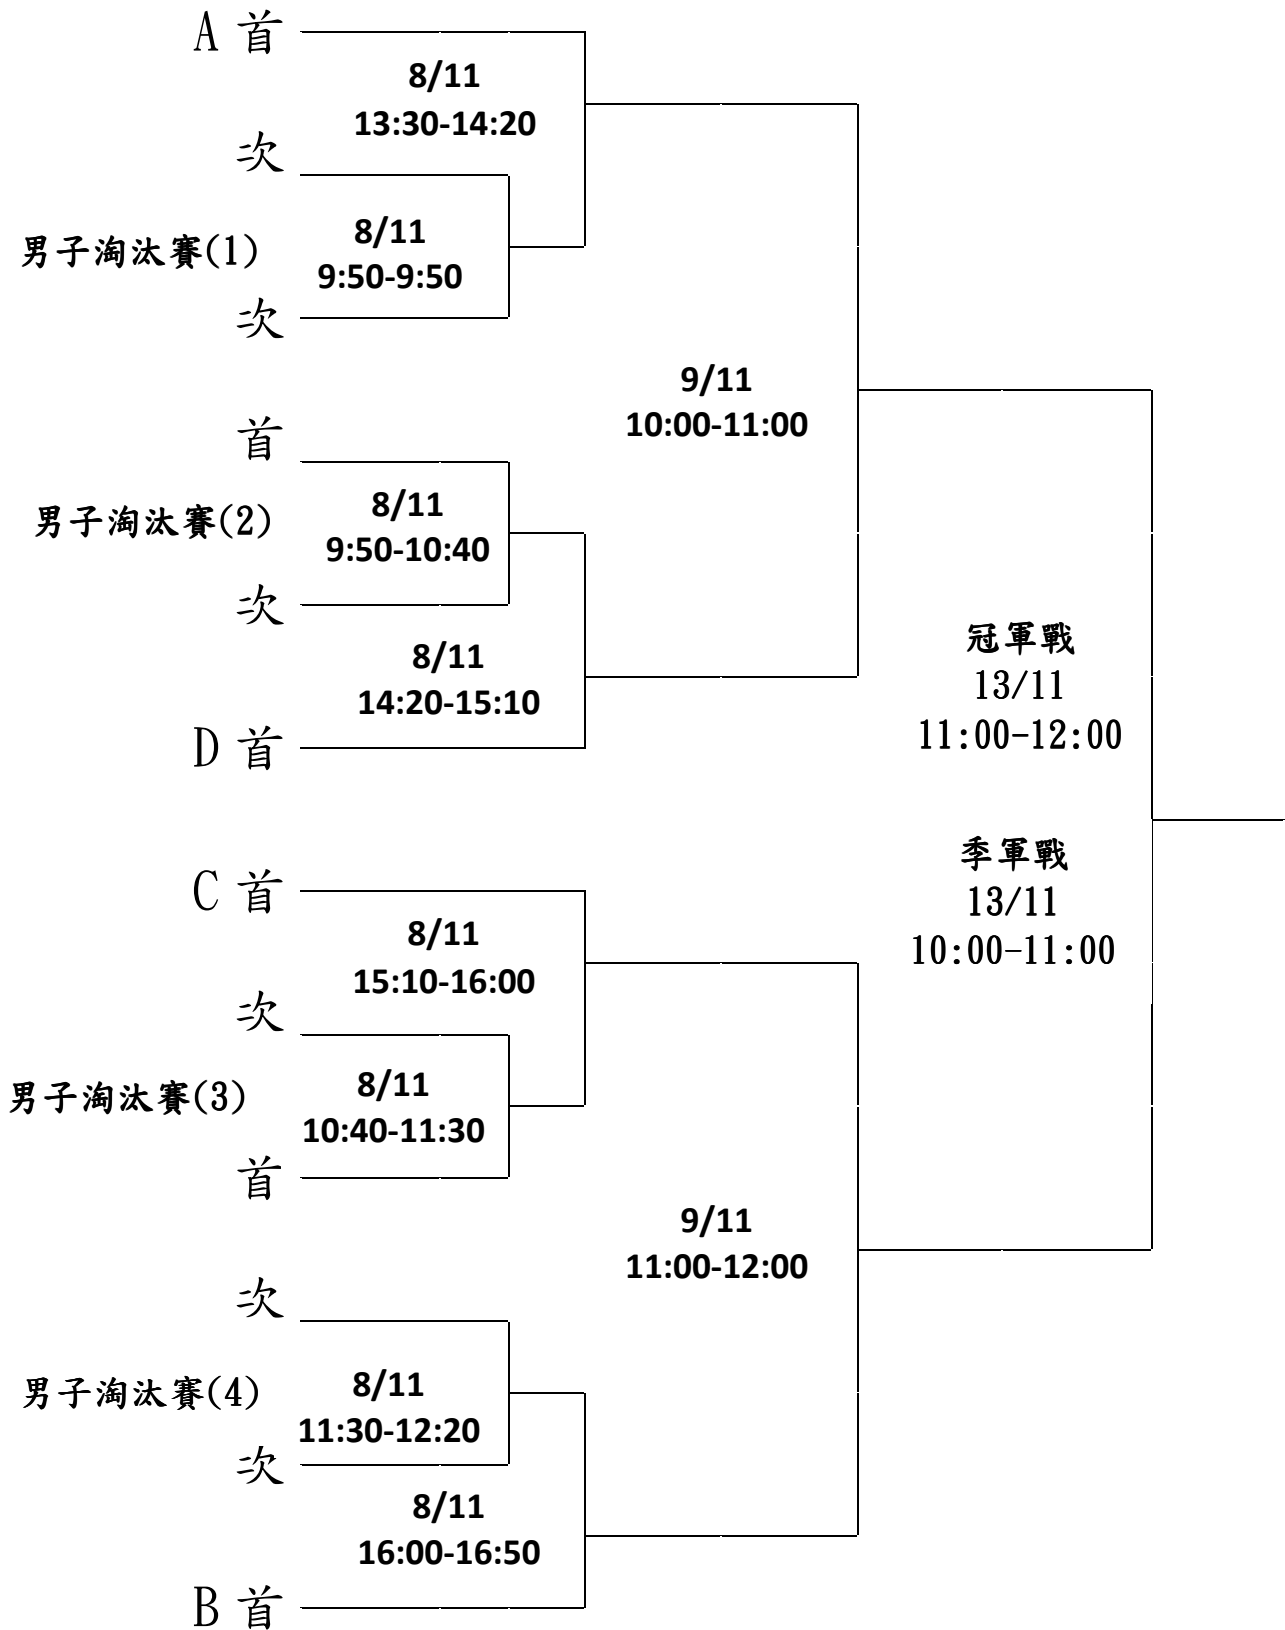 A 首
8/11
13:30-14:20
次
男子淘汰賽(1)
8/11
9:50-9:50
次
9/11
10:00-11:00
首
男子淘汰賽(2)
8/11
9:50-10:40
次
8/11
14:20-15:10
D 首
冠軍戰
13/11
11:00-12:00
季軍戰
13/11
10:00-11:00
C 首
8/11
15:10-16:00
次
男子淘汰賽(3)
8/11
10:40-11:30
首
9/11
11:00-12:00
次
男子淘汰賽(4)
8/11
11:30-12:20
次
8/11
16:00-16:50
B 首